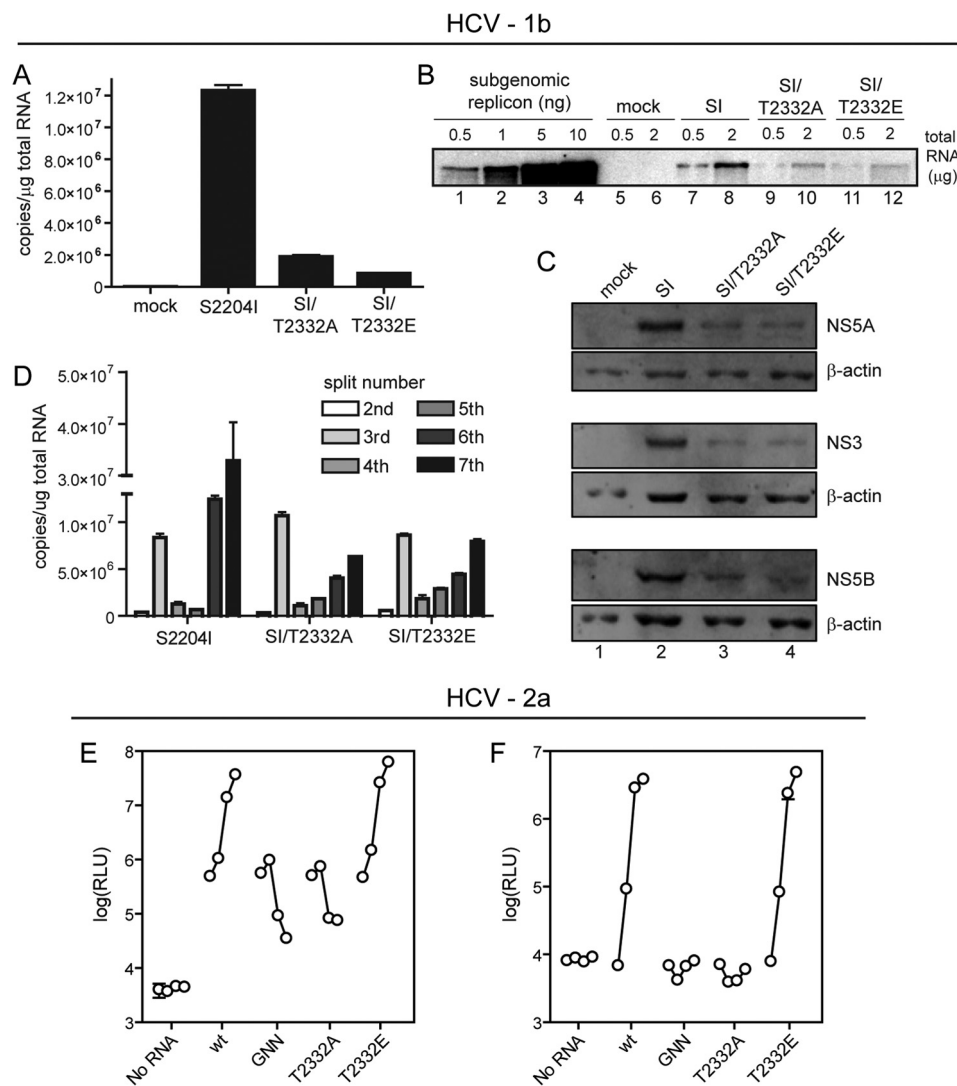 HCV - 1b
A
copies/μg total RNA
1.2×10⁷
1.0×10⁷
8.0×10⁶
6.0×10⁶
4.0×10⁶
2.0×10⁶
0
mock
S2204I
SI/
T2332A
SI/
T2332E
B
subgenomic
replicon (ng)
mock
SI
SI/
T2332A
SI/
T2332E
0.5 1 5 10 0.5 2 0.5 2 0.5 2 0.5 2
total
RNA
(μg)
1 2 3 4 5 6 7 8 9 10 11 12
C
mock
SI
SI/T2332A
SI/T2332E
NS5A
β-actin
NS3
β-actin
NS5B
β-actin
1 2 3 4
D
copies/ug total RNA
5.0×10⁷
4.0×10⁷
3.0×10⁷
1.0×10⁷
5.0×10⁶
0
split number
2nd
3rd
4th
5th
6th
7th
S2204I
SI/T2332A
SI/T2332E
HCV - 2a
E
log(RLU)
8
7
6
5
4
3
No RNA
wt
GNN
T2332A
T2332E
F
log(RLU)
7
6
5
4
3
No RNA
wt
GNN
T2332A
T2332E